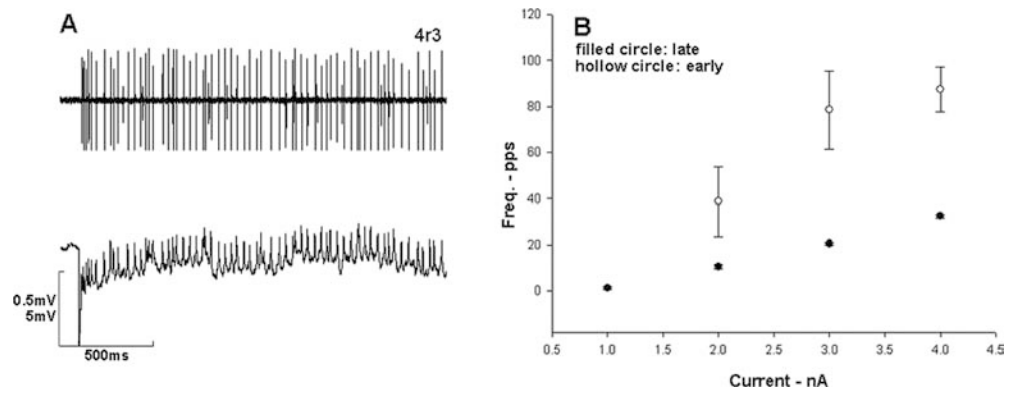 A
4r3
0.5mV
5mV
500ms
B
filled circle: late
hollow circle: early
Freq. - pps
120
100
80
60
40
20
0
0.5 1.0 1.5 2.0 2.5 3.0 3.5 4.0 4.5
Current - nA